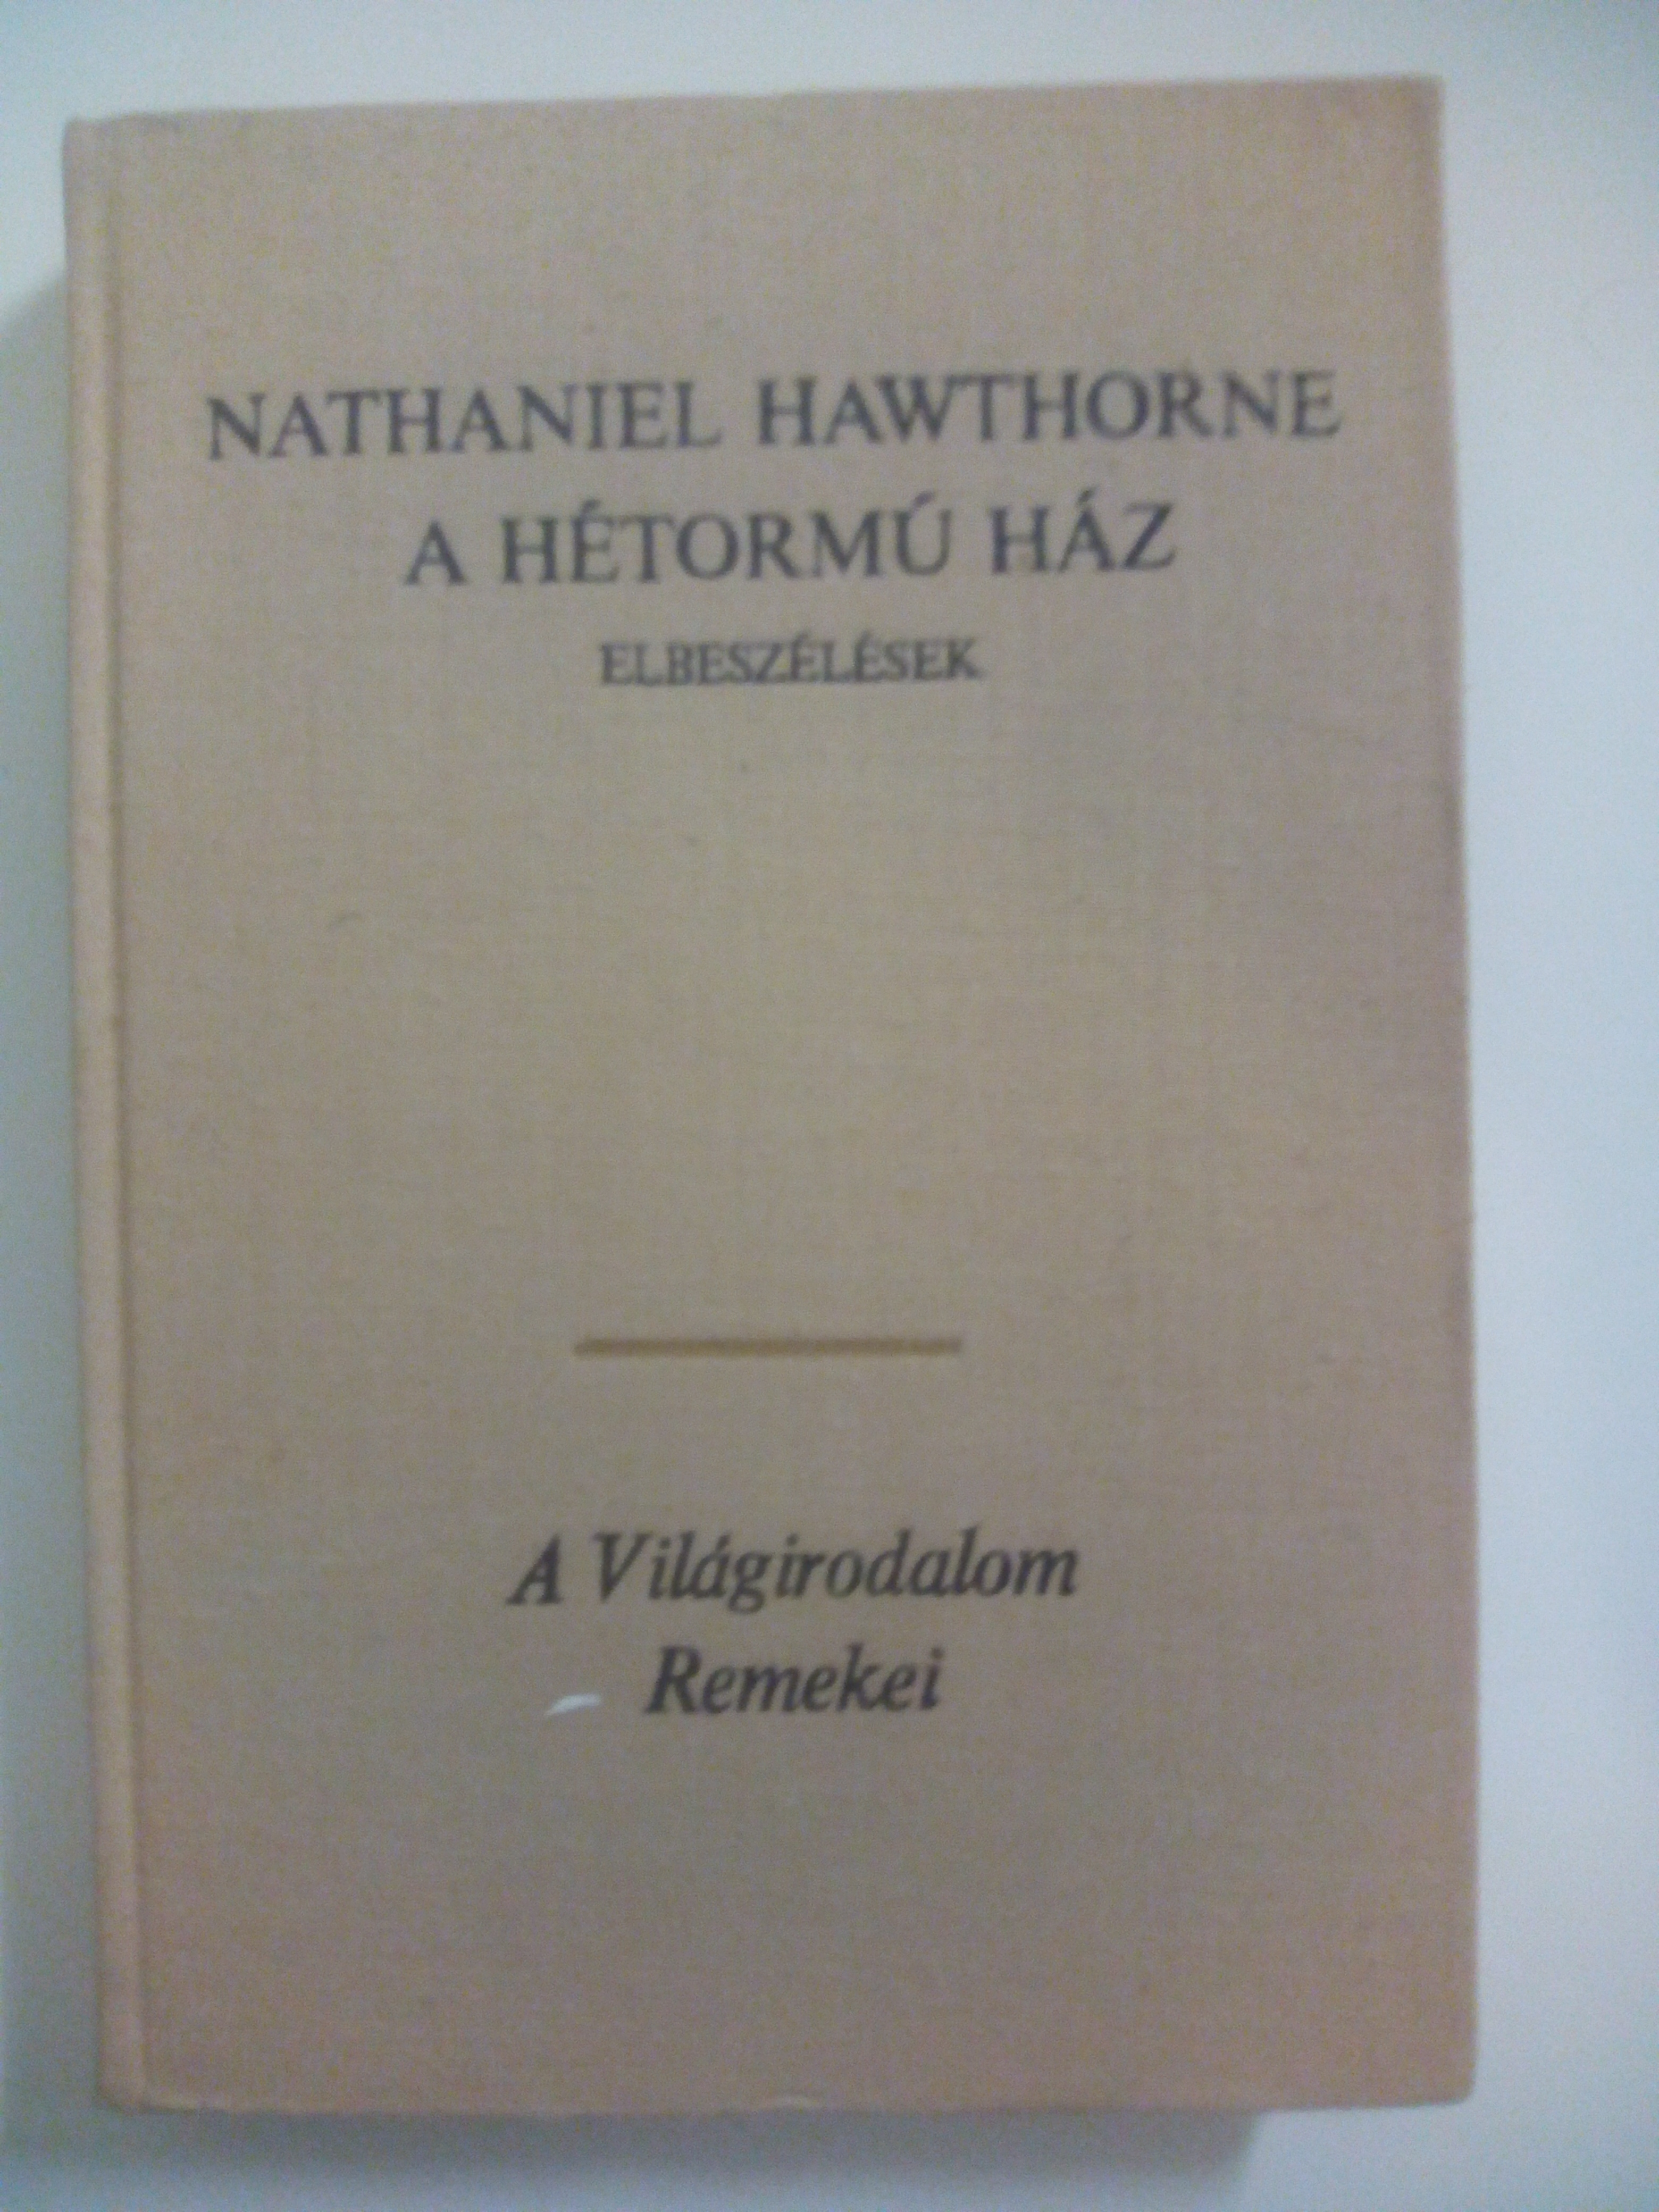 NATHANIEL HAWTHORNE
A HÉTORMÚ HÁZ
ELBESZÉLÉSEK
A Világirodalom
Remekei